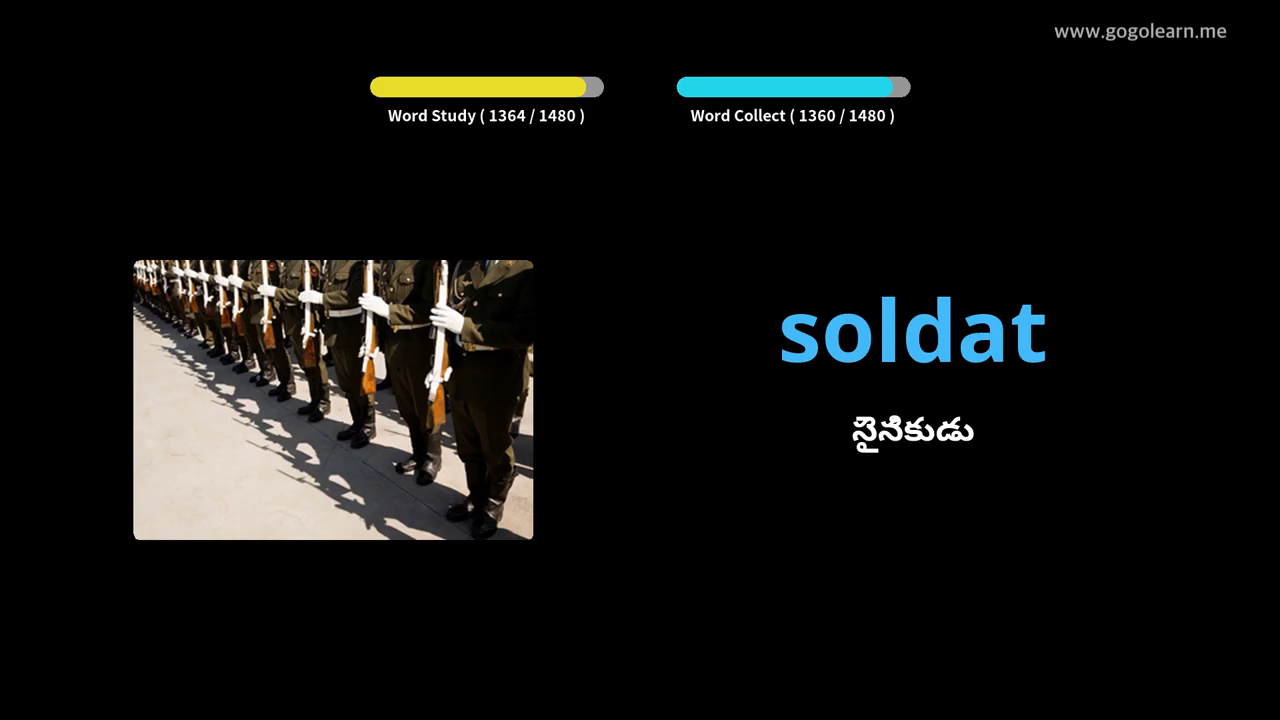 www.gogolearn.me
Word Study ( 1364 / 1480 )
Word Collect ( 1360 / 1480 )
soldat
సైనికుడు